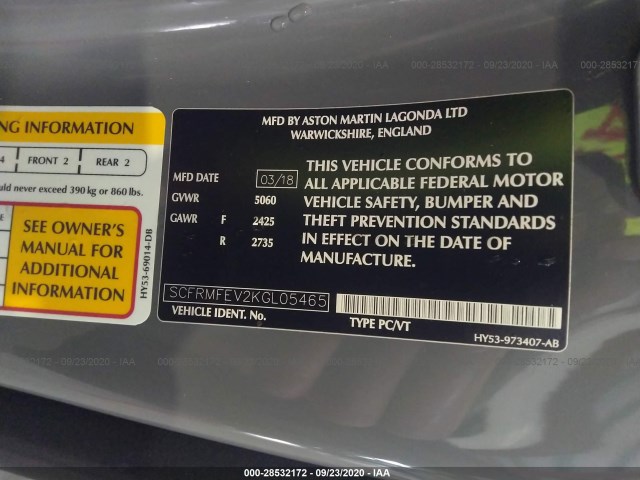 000-28532172 - 09/23/2020 - IAA
MFD BY ASTON MARTIN LAGONDA LTD
WARWICKSHIRE, ENGLAND
MFD DATE 03/18
GVWR 5060
GAWR F 2425
R 2735
THIS VEHICLE CONFORMS TO
ALL APPLICABLE FEDERAL MOTOR
VEHICLE SAFETY, BUMPER AND
THEFT PREVENTION STANDARDS
IN EFFECT ON THE DATE OF
MANUFACTURE.
SCFRMFEV2KGL05465
VEHICLE IDENT. No.
TYPE PC/VT
HY53-973407-AB
NG INFORMATION
4 FRONT 2 REAR 2
ould never exceed 390 kg or 860 lbs.
SEE OWNER'S
MANUAL FOR
ADDITIONAL
INFORMATION
HY53-69014-DB
000-28532172 - 09/23/2020 - IAA